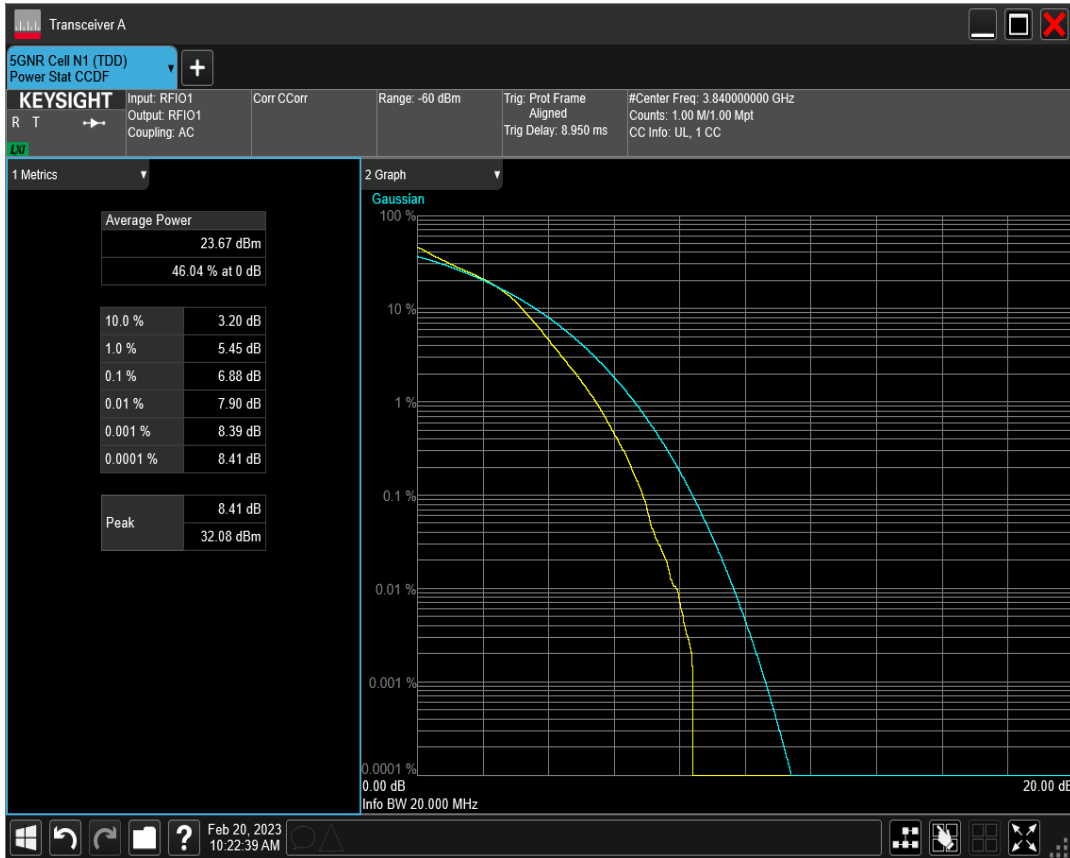 Transceiver A
5GNR Cell N1 (TDD)
Power Stat CCDF
+
KEYSIGHT
R T
LXI
Input: RFIO1
Output: RFIO1
Coupling: AC
Corr CCorr
Range: -60 dBm
Trig: Prot Frame
Aligned
Trig Delay: 8.950 ms
#Center Freq: 3.840000000 GHz
Counts: 1.00 M/1.00 Mpt
CC Info: UL, 1 CC
1 Metrics
Average Power
23.67 dBm
46.04 % at 0 dB
10.0 % 3.20 dB
1.0 % 5.45 dB
0.1 % 6.88 dB
0.01 % 7.90 dB
0.001 % 8.39 dB
0.0001 % 8.41 dB
Peak
8.41 dB
32.08 dBm
2 Graph
Gaussian
100 %
10 %
1 %
0.1 %
0.01 %
0.001 %
0.0001 %
0.00 dB 20.00 dB
Info BW 20.000 MHz
?
Feb 20, 2023
10:22:39 AM